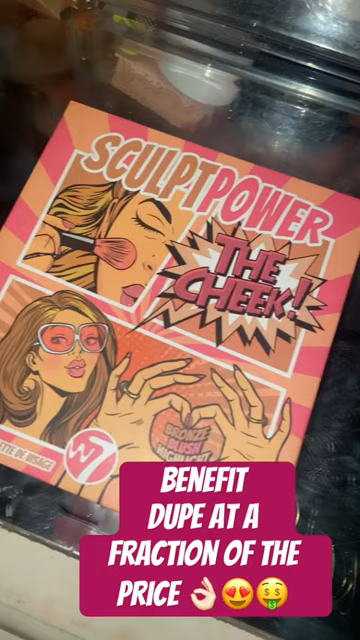 SCULPTPOWER
THE
CHEEK!
BRONZE
BLUSH
HIGHLIGHT
W7
BENEFIT
DUPE AT A
FRACTION OF THE
PRICE 👌🏻😍🤑